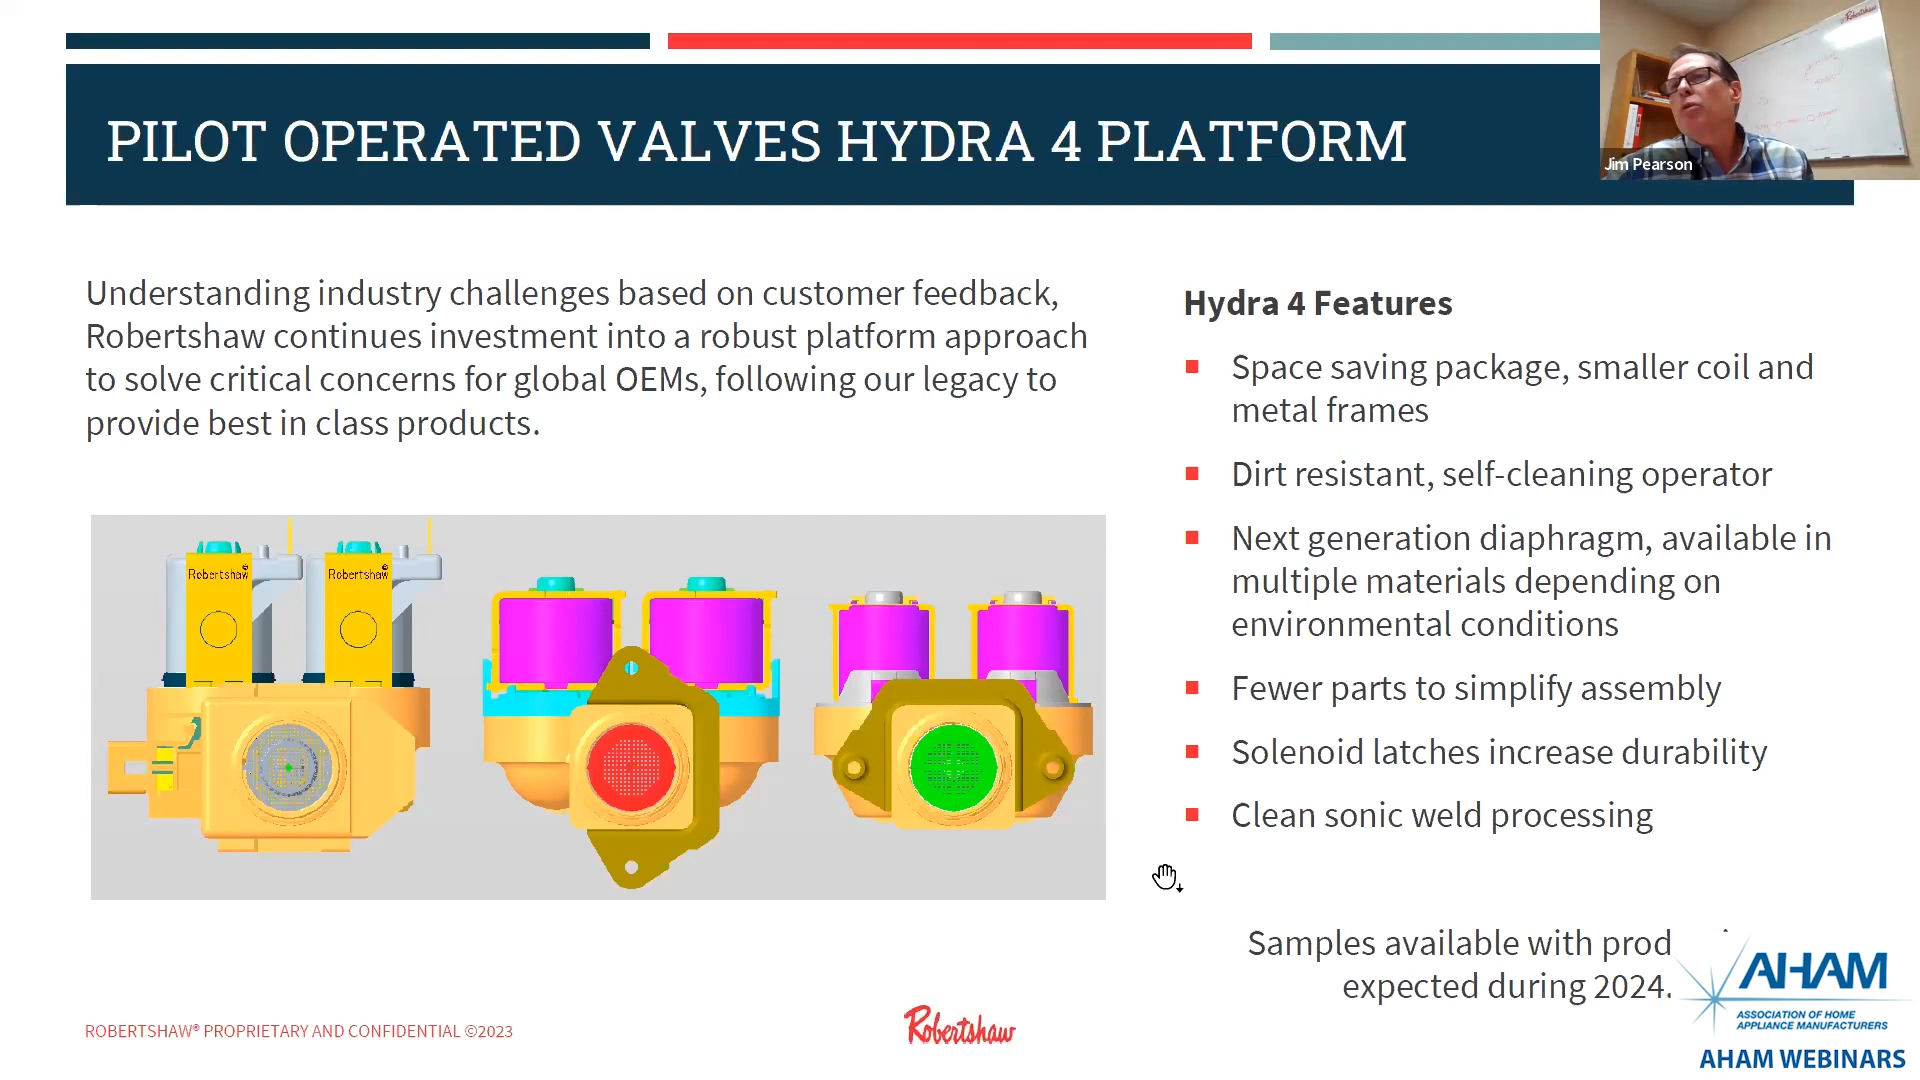 PILOT OPERATED VALVES HYDRA 4 PLATFORM
Robertshaw
Jim Pearson
Understanding industry challenges based on customer feedback,
Robertshaw continues investment into a robust platform approach
to solve critical concerns for global OEMs, following our legacy to
provide best in class products.
Robertshaw®
Robertshaw®
Hydra 4 Features
Space saving package, smaller coil and
metal frames
Dirt resistant, self-cleaning operator
Next generation diaphragm, available in
multiple materials depending on
environmental conditions
Fewer parts to simplify assembly
Solenoid latches increase durability
Clean sonic weld processing
Samples available with prod
expected during 2024.
ROBERTSHAW® PROPRIETARY AND CONFIDENTIAL ©2023
Robertshaw
AHAM
ASSOCIATION OF HOME
APPLIANCE MANUFACTURERS
AHAM WEBINARS